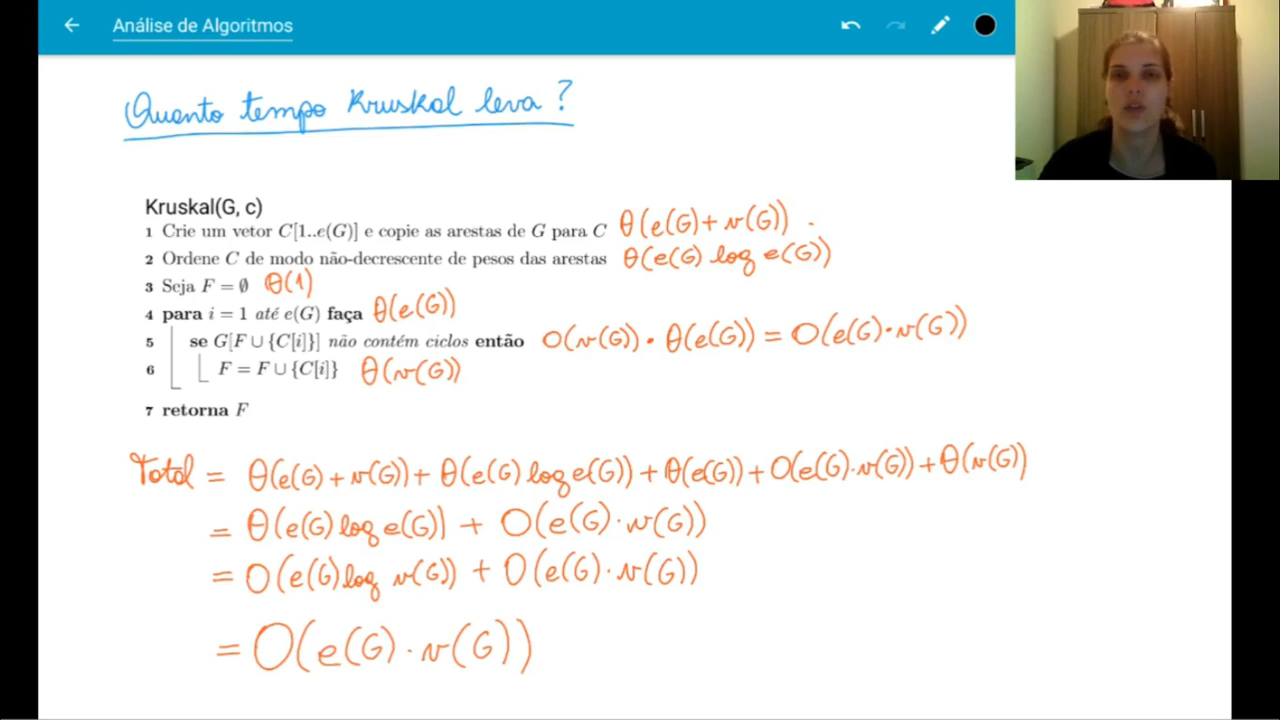 Análise de Algoritmos
Quanto tempo Kruskal leva?
Kruskal(G, c)
1 Crie um vetor C[1..e(G)] e copie as arestas de G para C θ(e(G)+v(G))
2 Ordene C de modo não-decrescente de pesos das arestas θ(e(G) log e(G))
3 Seja F = ∅ θ(1)
4 para i = 1 até e(G) faça θ(e(G))
5 se G[F ∪ {C[i]}] não contém ciclos então O(v(G)) · θ(e(G)) = O(e(G)·v(G))
6 F = F ∪ {C[i]} θ(v(G))
7 retorna F
Total = θ(e(G)+v(G)) + θ(e(G) log e(G)) + θ(e(G)) + O(e(G)·v(G)) + θ(v(G))
= θ(e(G) log e(G)) + O(e(G)·v(G))
= O(e(G) log v(G)) + O(e(G)·v(G))
= O(e(G)·v(G))